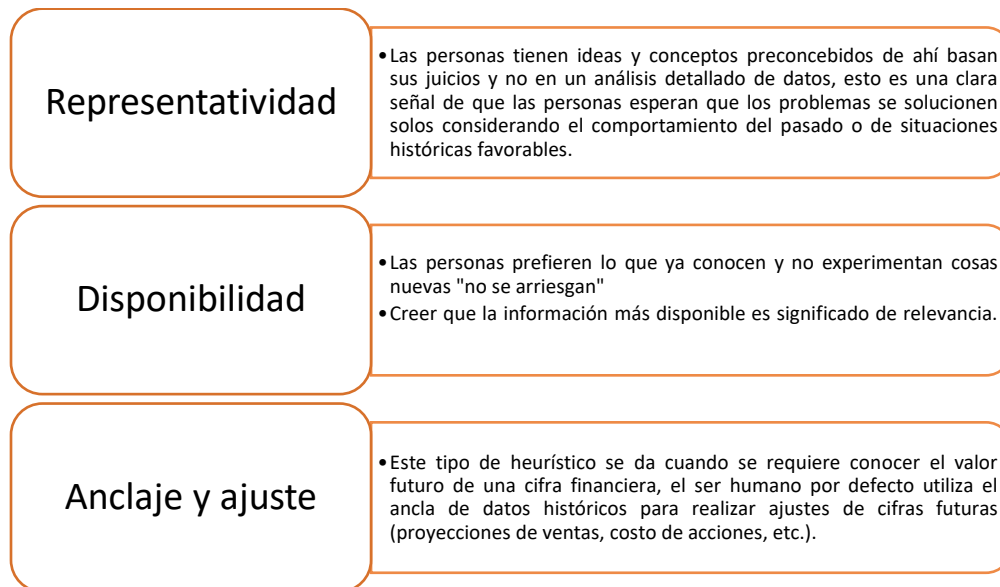 Representatividad
•Las personas tienen ideas y conceptos preconcebidos de ahí basan
sus juicios y no en un análisis detallado de datos, esto es una clara
señal de que las personas esperan que los problemas se solucionen
solos considerando el comportamiento del pasado o de situaciones
históricas favorables.
Disponibilidad
•Las personas prefieren lo que ya conocen y no experimentan cosas
nuevas "no se arriesgan"
•Creer que la información más disponible es significado de relevancia.
Anclaje y ajuste
•Este tipo de heurístico se da cuando se requiere conocer el valor
futuro de una cifra financiera, el ser humano por defecto utiliza el
ancla de datos históricos para realizar ajustes de cifras futuras
(proyecciones de ventas, costo de acciones, etc.).